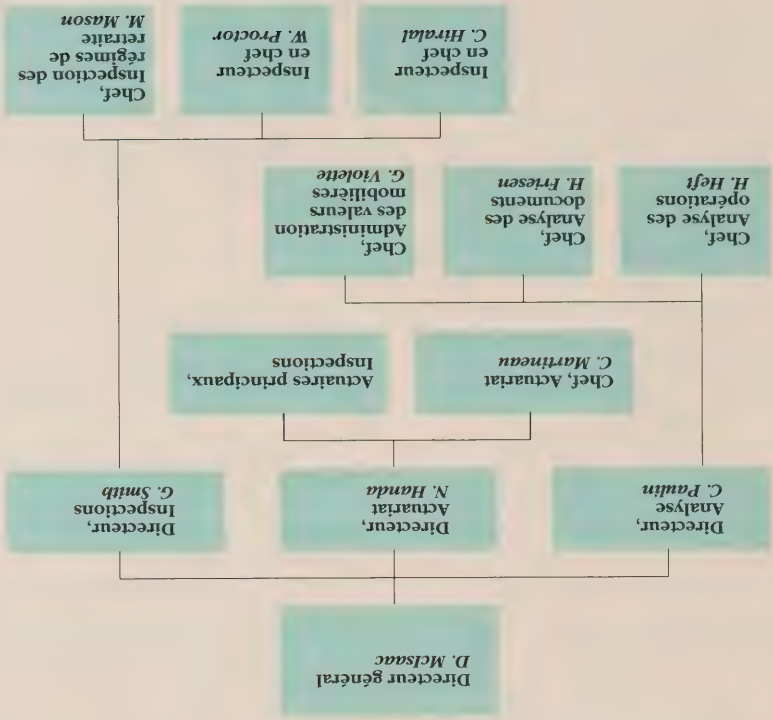 Directeur général
D. McIsaac
Directeur,
Analyse
C. Paulin
Directeur,
Actuariat
N. Handa
Directeur,
Inspections
G. Smith
Chef, Actuariat
C. Martineau
Actuaires principaux,
Inspections
Chef,
Analyse des
opérations
H. Heft
Chef,
Analyse des
documents
H. Friesen
Chef,
Administration
des valeurs
mobilières
G. Violette
Inspecteur
en chef
C. Hiralal
Inspecteur
en chef
W. Proctor
Chef,
Inspection des
régimes de
retraite
M. Mason